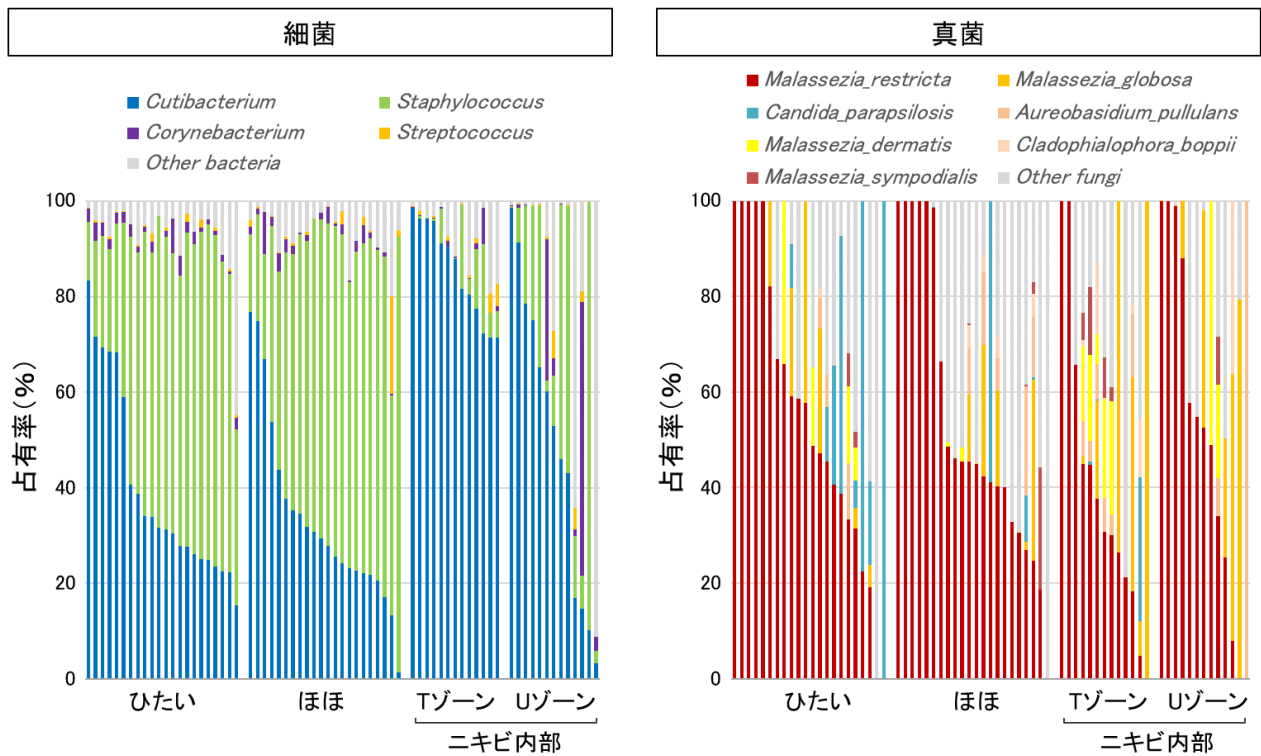 細菌
Cutibacterium
Staphylococcus
Corynebacterium
Streptococcus
Other bacteria
占有率(%)
100
80
60
40
20
0
ひたい
ほほ
Tゾーン
Uゾーン
ニキビ内部
真菌
Malassezia_restricta
Malassezia_globosa
Candida_parapsilosis
Aureobasidium_pullulans
Malassezia_dermatis
Cladophialophora_boppii
Malassezia_sympodialis
Other fungi
占有率(%)
100
80
60
40
20
0
ひたい
ほほ
Tゾーン
Uゾーン
ニキビ内部